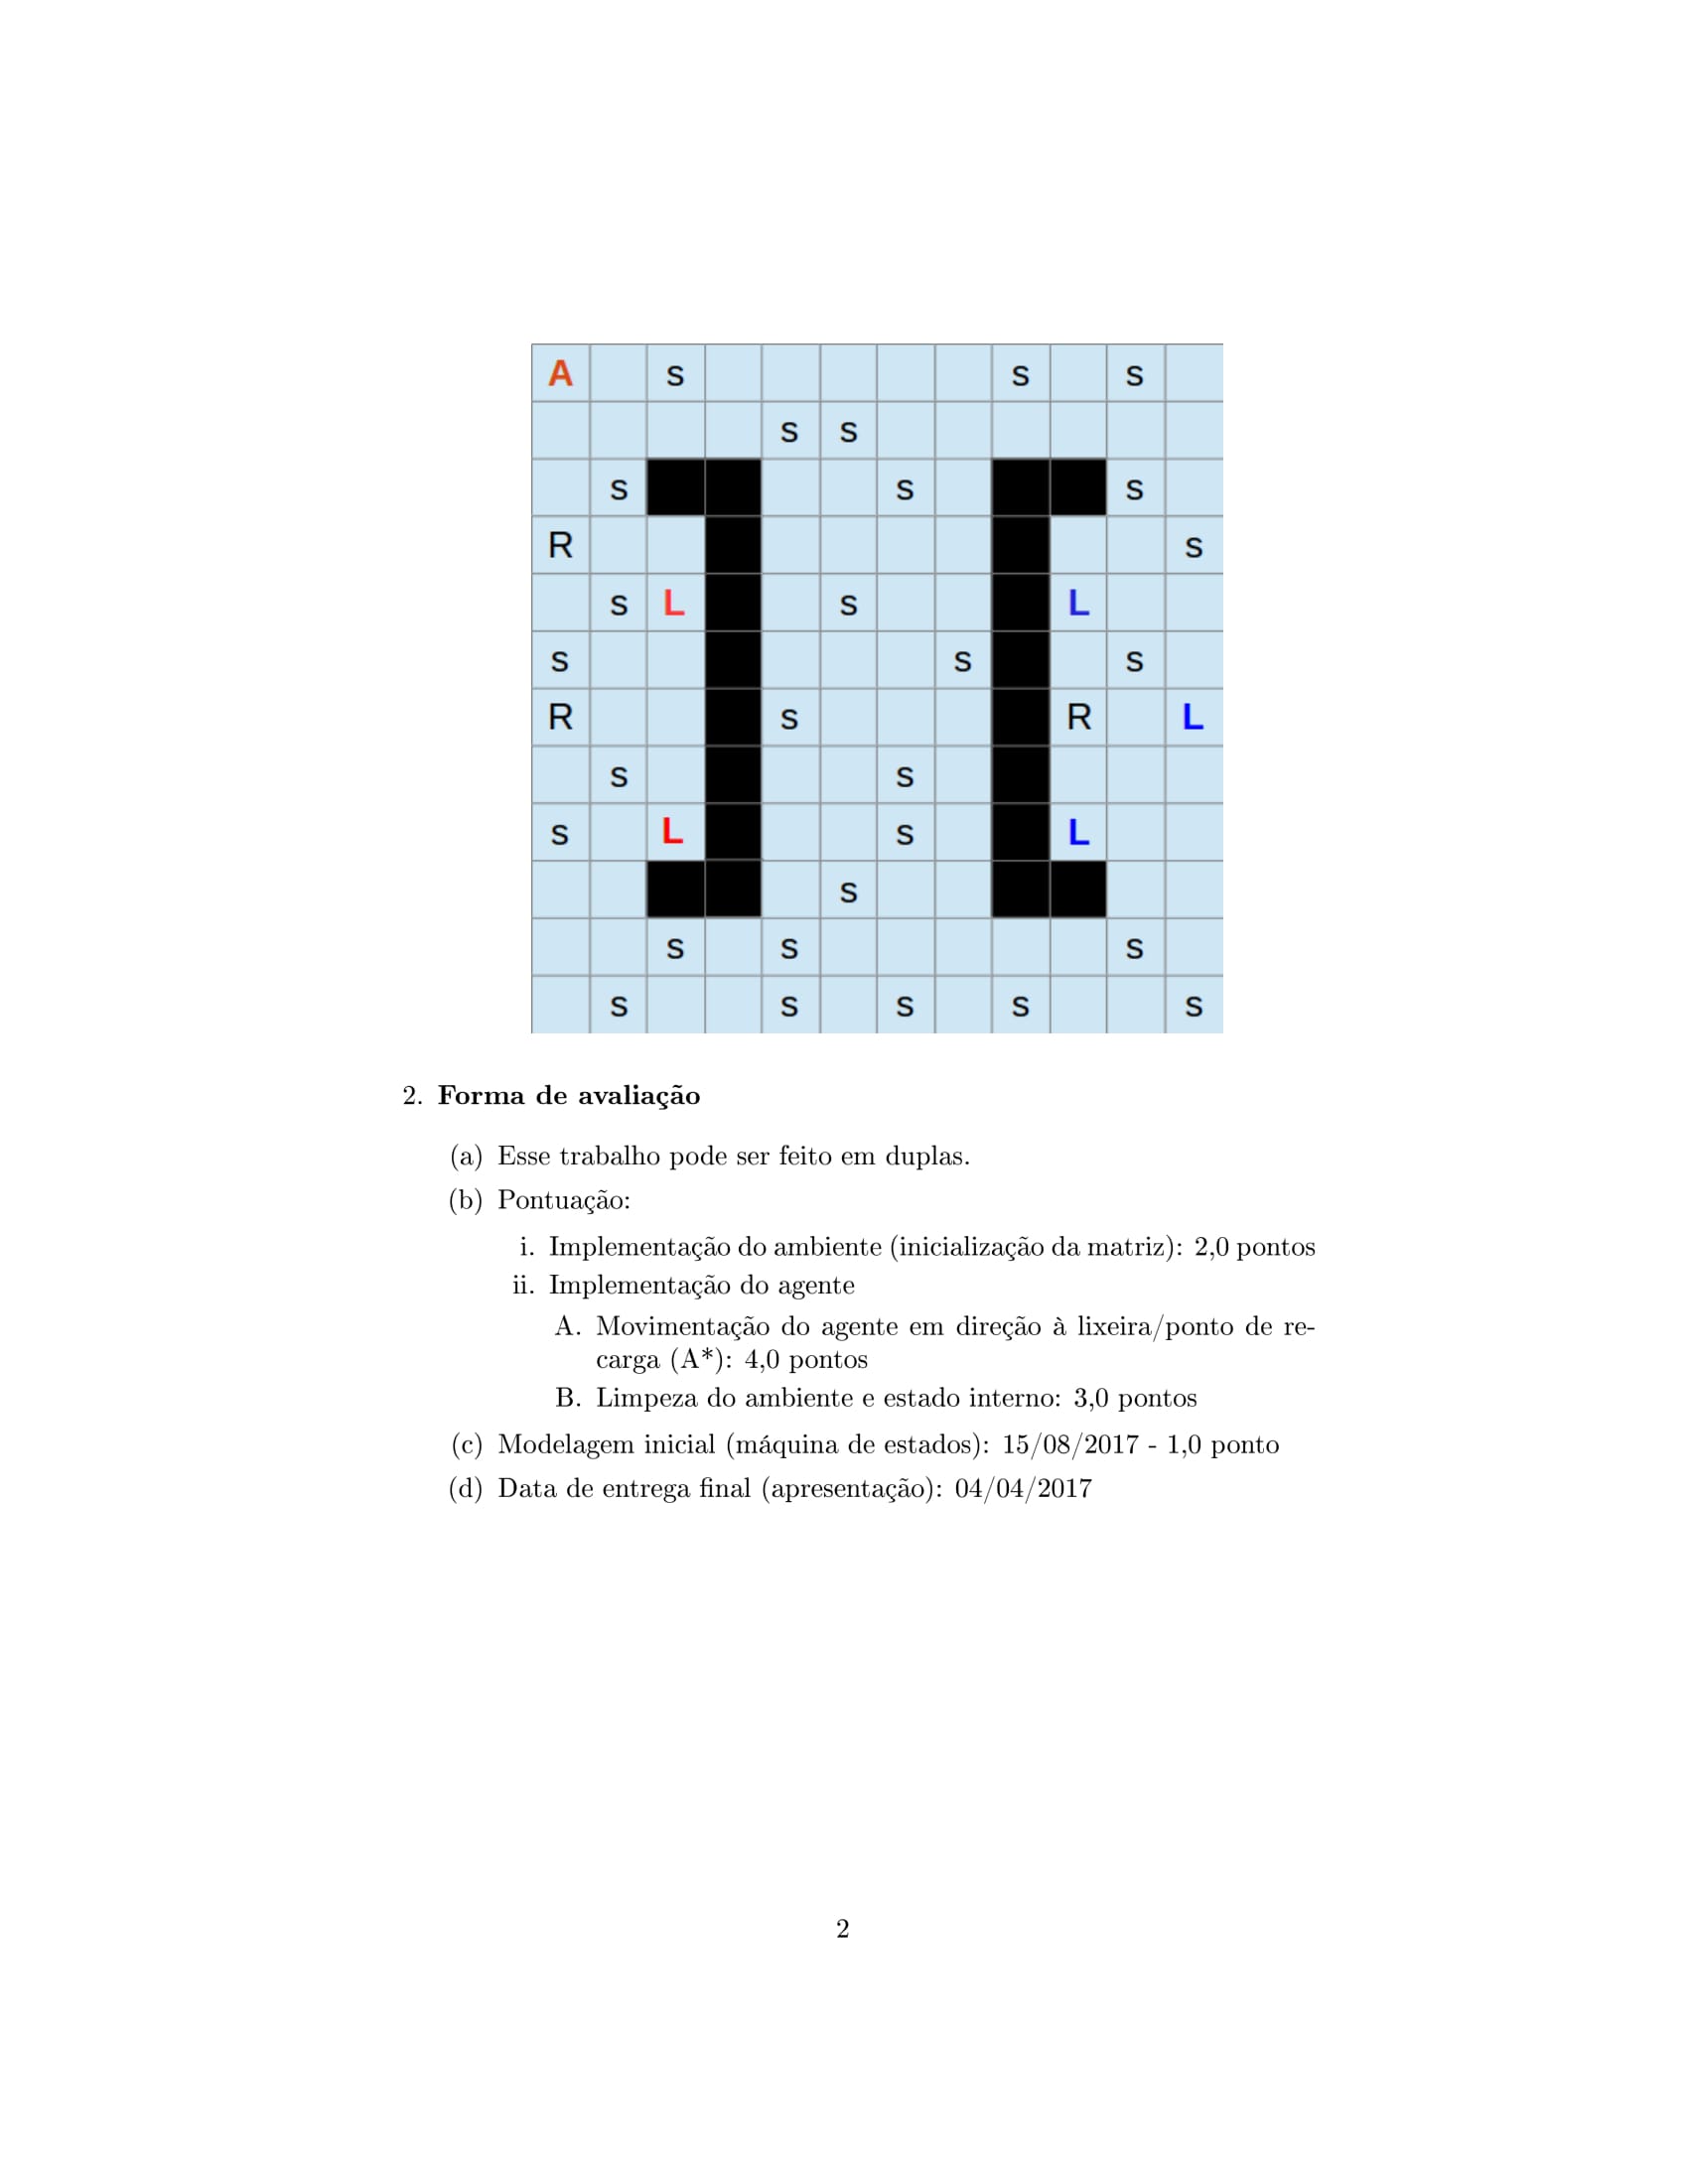 A s s s
s s
s s s
R s
s L s L
s s s
R s R L
s s
s L s L
s
s s s
s s s s s
2. Forma de avaliação
(a) Esse trabalho pode ser feito em duplas.
(b) Pontuação:
i. Implementação do ambiente (inicialização da matriz): 2,0 pontos
ii. Implementação do agente
A. Movimentação do agente em direção à lixeira/ponto de re-
carga (A*): 4,0 pontos
B. Limpeza do ambiente e estado interno: 3,0 pontos
(c) Modelagem inicial (máquina de estados): 15/08/2017 - 1,0 ponto
(d) Data de entrega final (apresentação): 04/04/2017
2